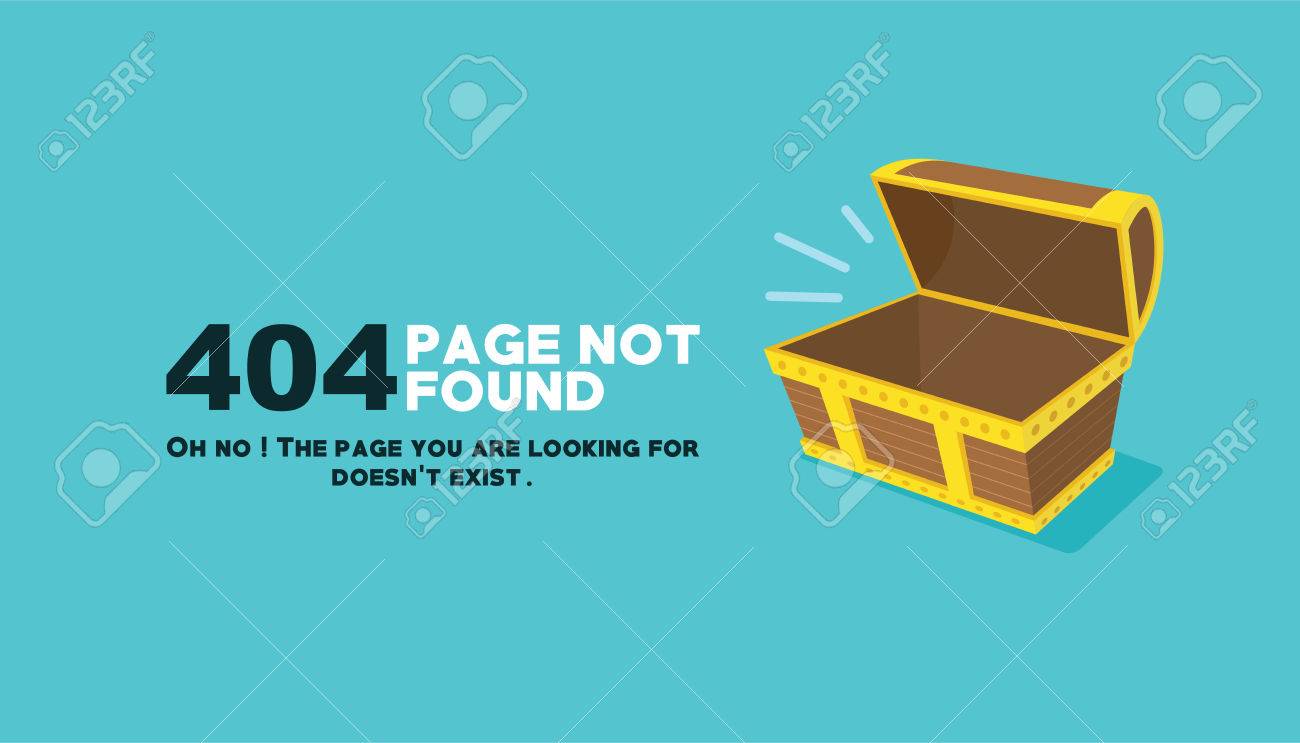 123RF
123RF
404 PAGE NOT
FOUND
OH NO ! THE PAGE YOU ARE LOOKING FOR
DOESN'T EXIST .
123RF
123RF